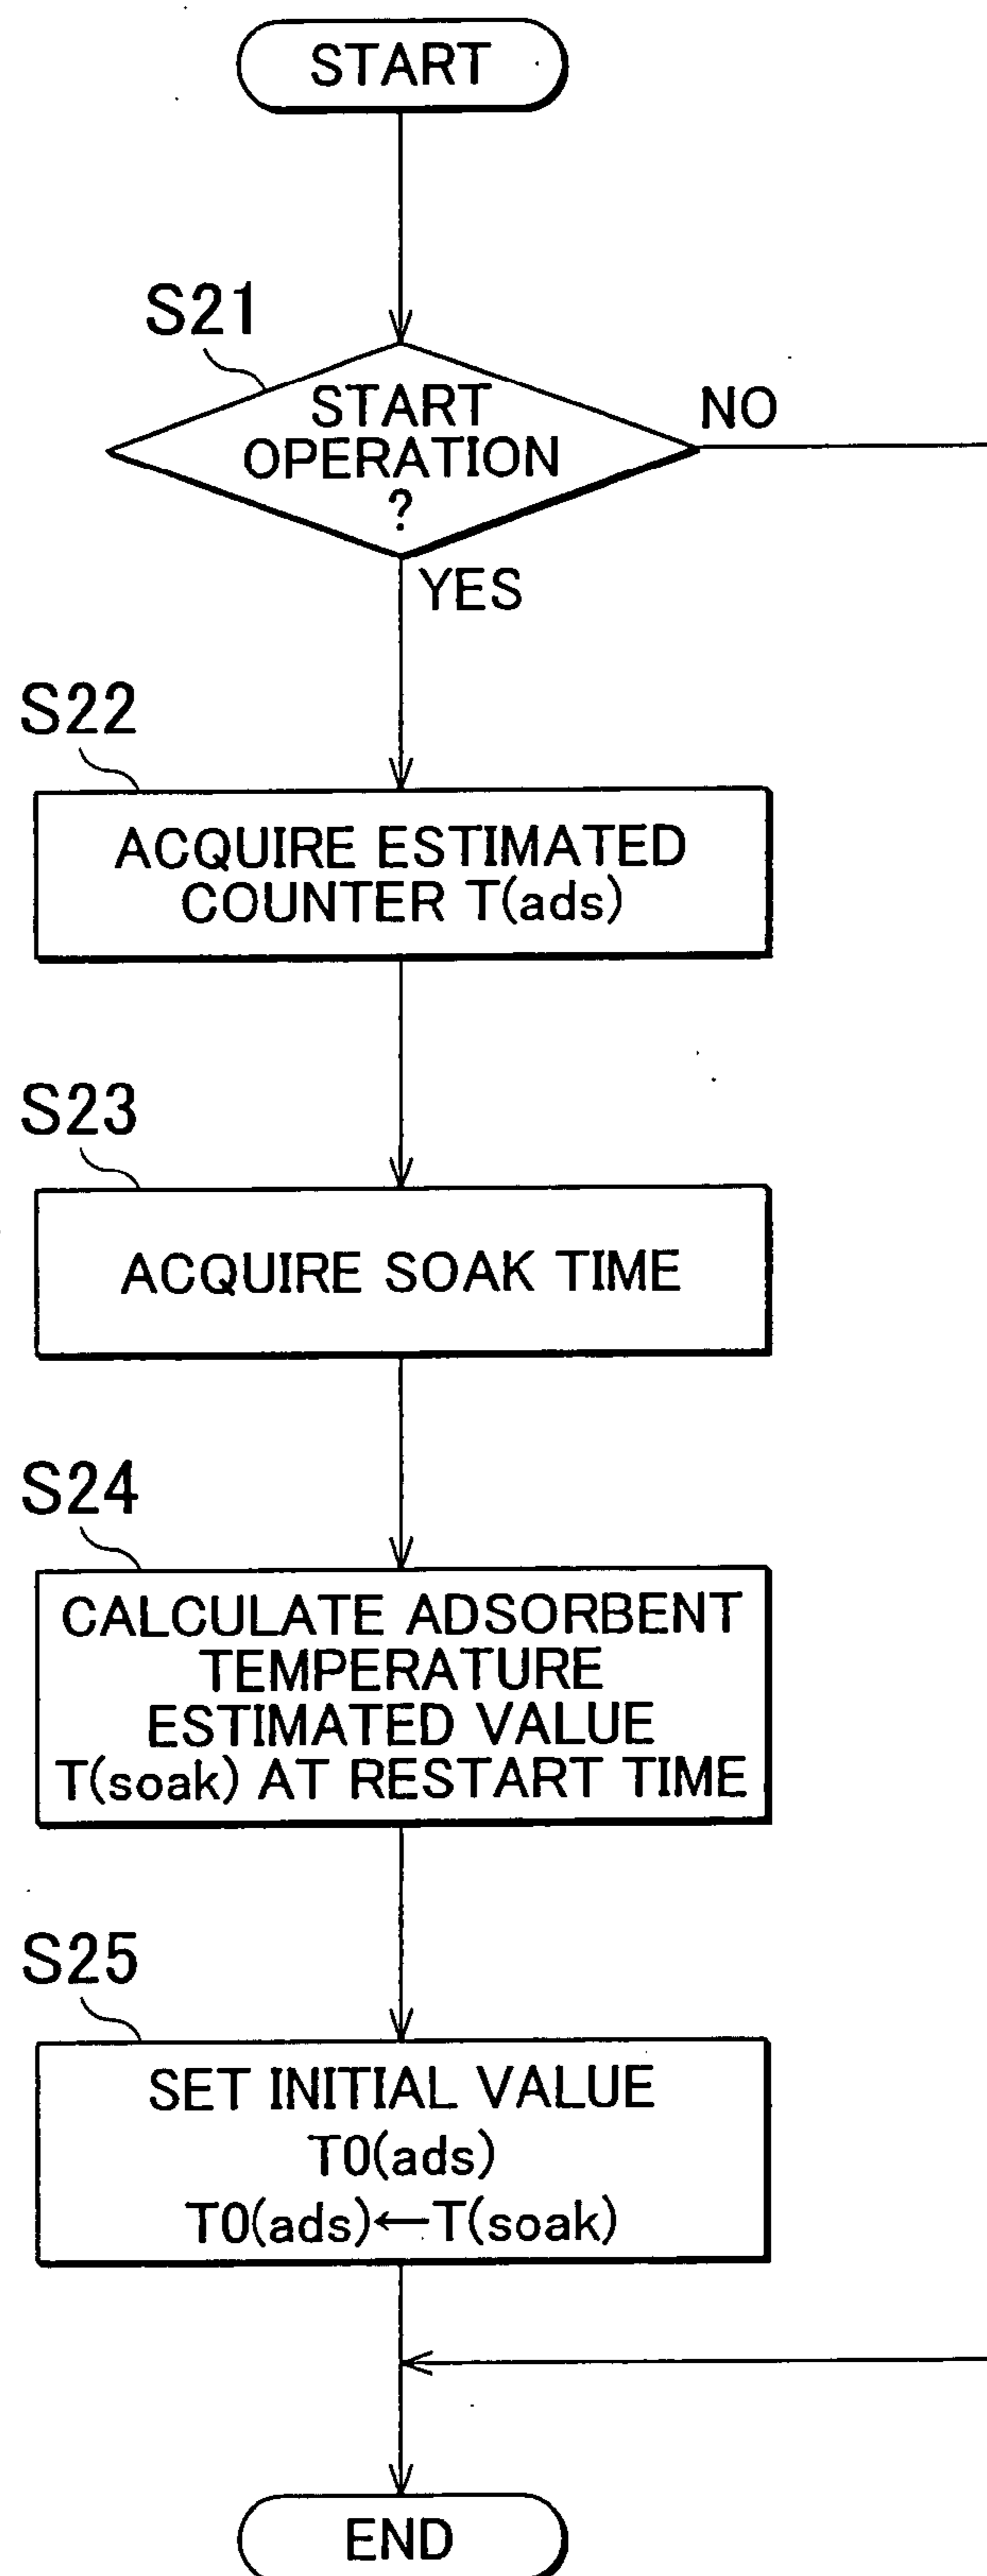 START
S21
START
OPERATION
?
NO
YES
S22
ACQUIRE ESTIMATED
COUNTER T(ads)
S23
ACQUIRE SOAK TIME
S24
CALCULATE ADSORBENT
TEMPERATURE
ESTIMATED VALUE
T(soak) AT RESTART TIME
S25
SET INITIAL VALUE
T0(ads)
T0(ads)←T(soak)
END